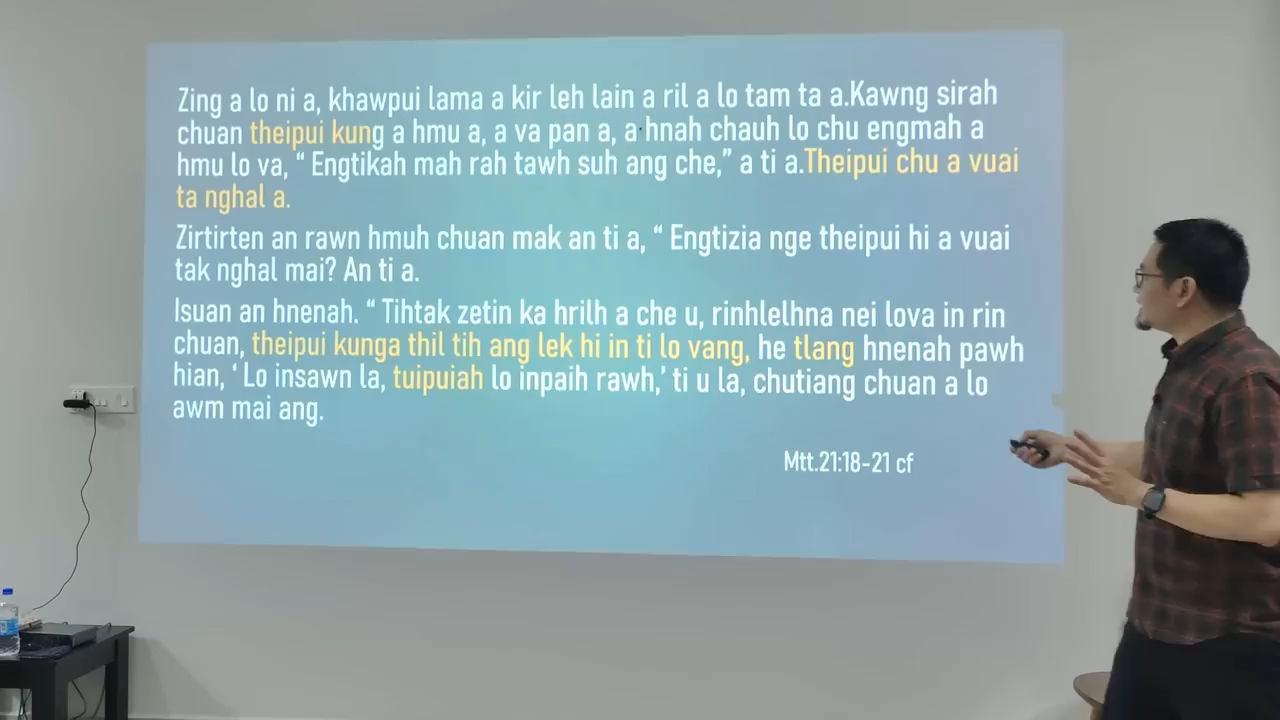 Zing a lo ni a, khawpui lama a kir leh lain a ril a lo tam ta a.Kawng sirah
chuan theipui kung a hmu a, a va pan a, a hnah chauh lo chu engmah a
hmu lo va, “ Engtikah mah rah tawh suh ang che,” a ti a.Theipui chu a vuai
ta nghal a.
Zirtirten an rawn hmuh chuan mak an ti a, “ Engtizia nge theipui hi a vuai
tak nghal mai? An ti a.
Isuan an hnenah. “ Tihtak zetin ka hrilh a che u, rinhlelhna nei lova in rin
chuan, theipui kunga thil tih ang lek hi in ti lo vang, he tlang hnenah pawh
hian, ‘ Lo insawn la, tuipuiah lo inpaih rawh,’ ti u la, chutiang chuan a lo
awm mai ang.
Mtt.21:18-21 cf